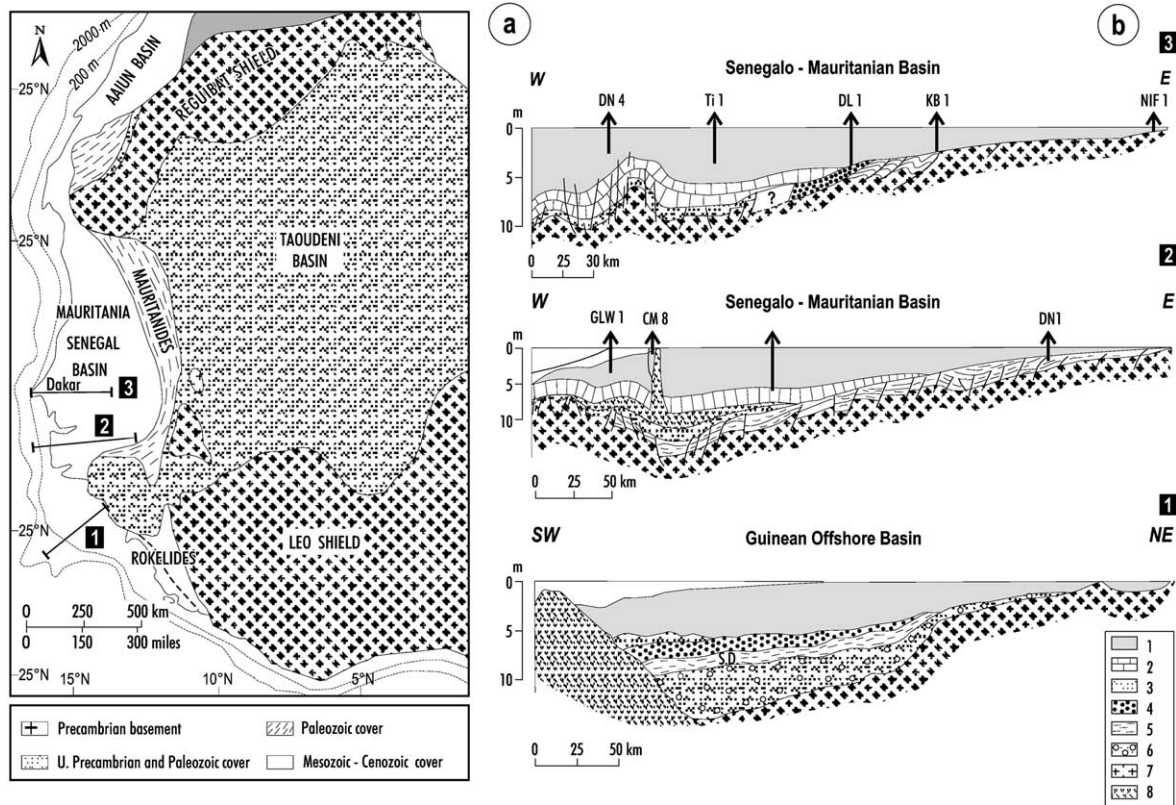 N
2000 m
200 m
AAIUN BASIN
REGUIBAT SHIELD
25°N
25°N
TAOUDENI
BASIN
MAURITANIDES
MAURITANIA
SENEGAL
BASIN
Dakar
3
2
1
25°N
ROKELIDES
LEO SHIELD
0 250 500 km
0 150 300 miles
25°N
15°N
10°N
5°N
Precambrian basement
Paleozoic cover
U. Precambrian and Paleozoic cover
Mesozoic - Cenozoic cover
a
b
3
Senegalo - Mauritanian Basin
W
E
DN 4
Ti 1
DL 1
KB 1
NIF 1
m
0
5
10
?
0 25 30 km
2
Senegalo - Mauritanian Basin
W
E
GLW 1
CM 8
DN1
m
0
5
10
0 25 50 km
1
SW
NE
Guinean Offshore Basin
m
0
5
10
S.D
0 25 50 km
1
2
3
4
5
6
7
8